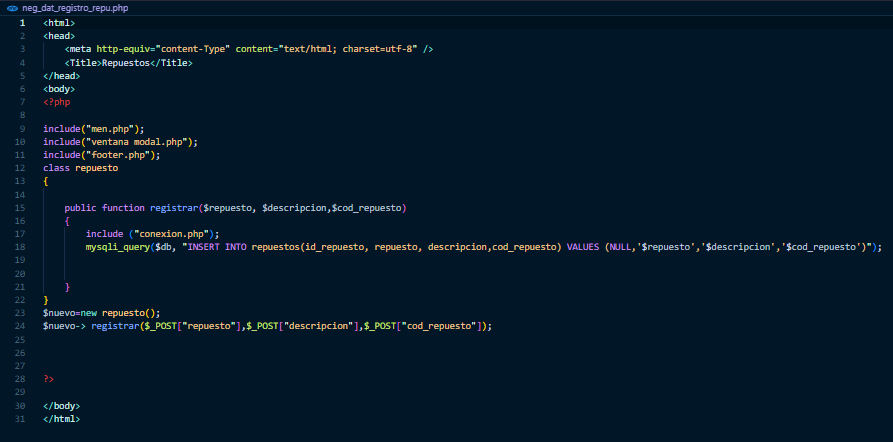 neg_dat_registro_repu.php
1 <html>
2 <head>
3 <meta http-equiv="content-Type" content="text/html; charset=utf-8" />
4 <Title>Repuestos</Title>
5 </head>
6 <body>
7 <?php
8
9 include("men.php");
10 include("ventana modal.php");
11 include("footer.php");
12 class repuesto
13 {
14
15 public function registrar($repuesto, $descripcion,$cod_repuesto)
16 {
17 include ("conexion.php");
18 mysqli_query($db, "INSERT INTO repuestos(id_repuesto, repuesto, descripcion,cod_repuesto) VALUES (NULL,'$repuesto','$descripcion','$cod_repuesto')");
19
20
21 }
22 }
23 $nuevo=new repuesto();
24 $nuevo-> registrar($_POST["repuesto"],$_POST["descripcion"],$_POST["cod_repuesto"]);
25
26
27
28 ?>
29
30 </body>
31 </html>